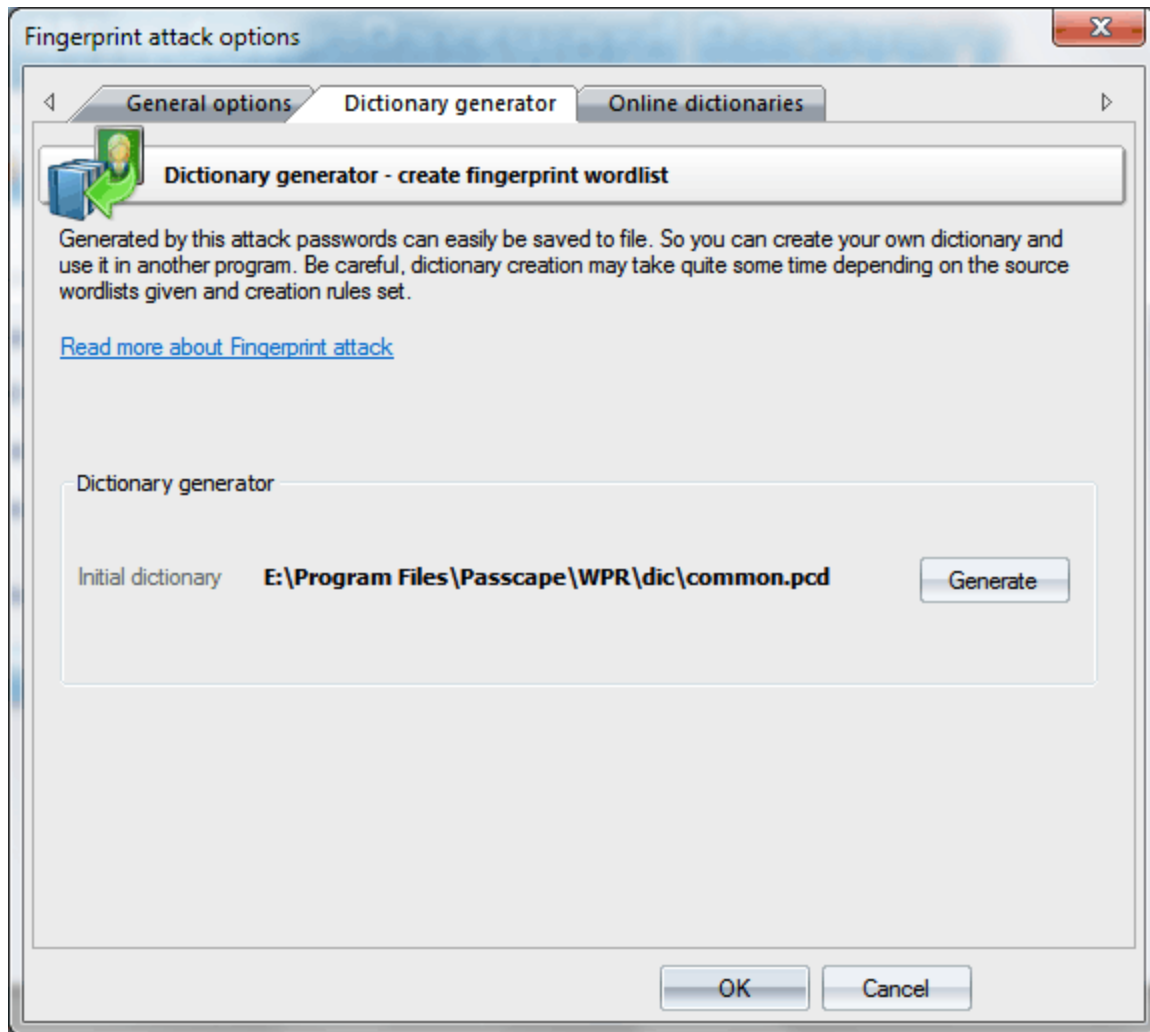 Fingerprint attack options
General options
Dictionary generator
Online dictionaries
Dictionary generator - create fingerprint wordlist
Generated by this attack passwords can easily be saved to file. So you can create your own dictionary and
use it in another program. Be careful, dictionary creation may take quite some time depending on the source
wordlists given and creation rules set.
Read more about Fingerprint attack
Dictionary generator
Initial dictionary E:\Program Files\Passcape\WPR\dic\common.pcd Generate
OK Cancel